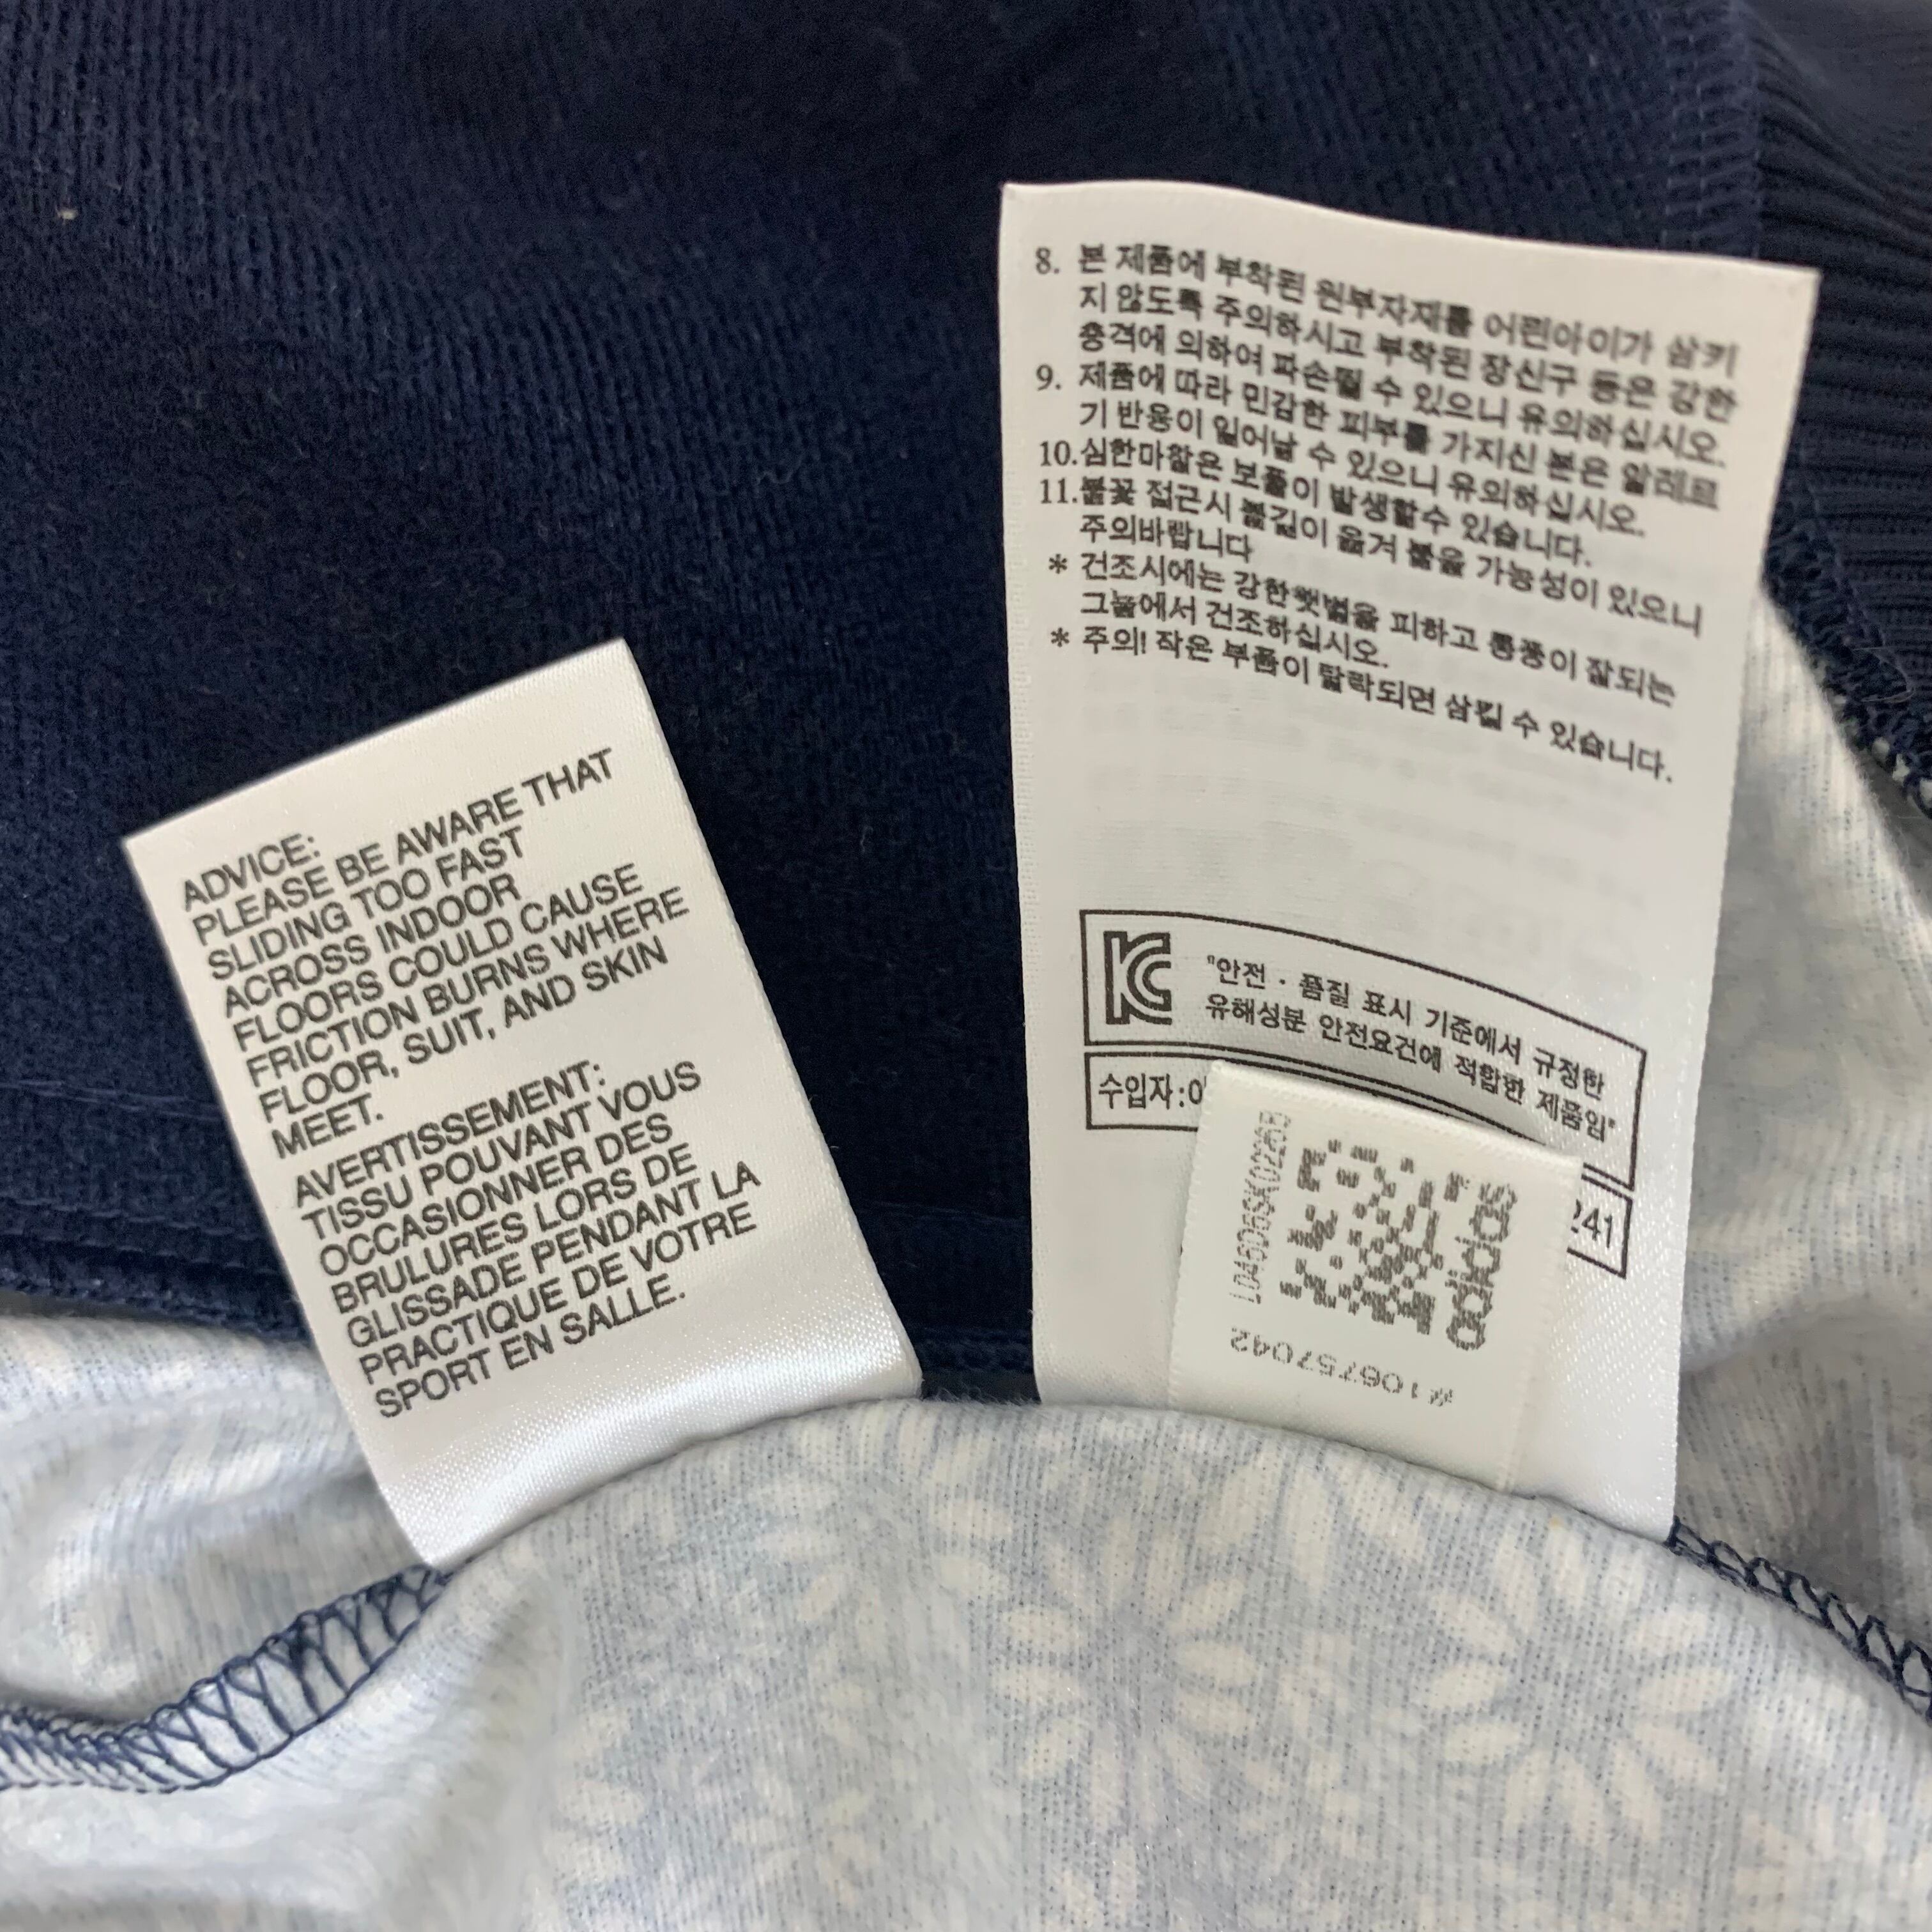 ADVICE:
PLEASE BE AWARE THAT
SLIDING TOO FAST
ACROSS INDOOR
FLOORS COULD CAUSE
FRICTION BURNS WHERE
FLOOR, SUIT, AND SKIN
MEET.
AVERTISSEMENT:
TISSU POUVANT VOUS
OCCASIONNER DES
BRULURES LORS DE
GLISSADE PENDANT LA
PRACTIQUE DE VOTRE
SPORT EN SALLE.
8. 본 제품에 부착된 원부자재를 어린아이가 삼키
지 않도록 주의하시고 부착된 장신구 등은 강한
충격에 의하여 파손될 수 있으니 유의하십시오.
9. 제품에 따라 민감한 피부를 가지신 분은 알레르
기 반응이 일어날 수 있으니 유의하십시오.
10.심한마찰은 보풀이 발생할수 있습니다.
11.불꽃 접근시 불길이 옮겨 붙을 가능성이 있으니
주의바랍니다
* 건조시에는 강한햇볕을 피하고 통풍이 잘되는
그늘에서 건조하십시오.
* 주의! 작은 부품이 탈락되면 삼킬 수 있습니다.
"안전 · 품질 표시 기준에서 규정한
유해성분 안전요건에 적합한 제품임"
수입자:
241
adidas
#106757042